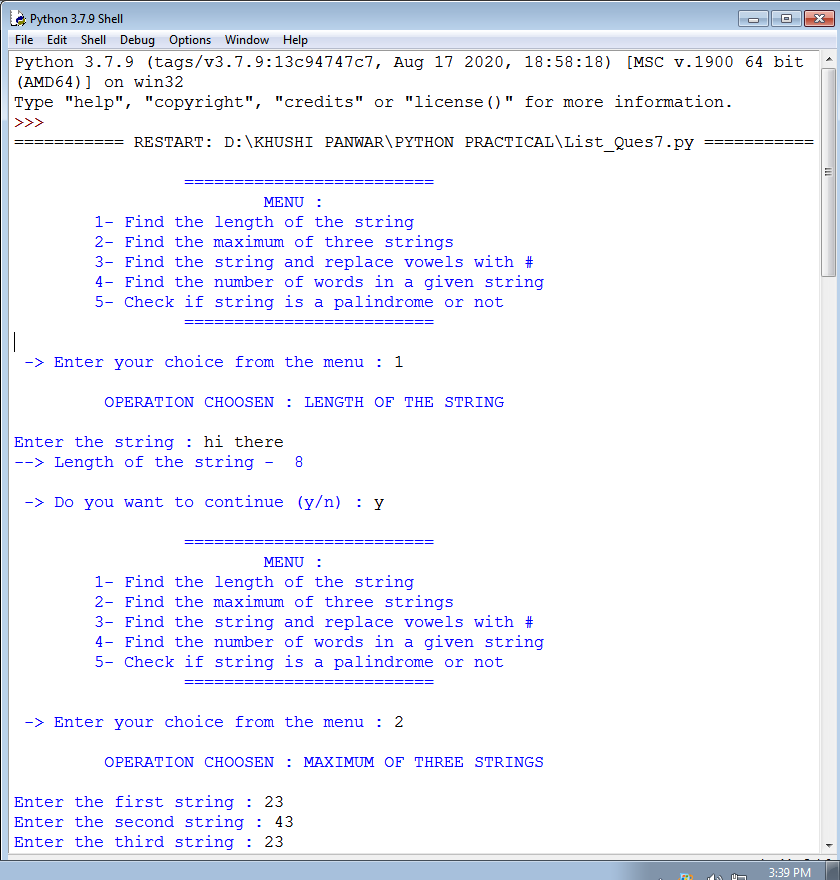 Python 3.7.9 Shell
File Edit Shell Debug Options Window Help
Python 3.7.9 (tags/v3.7.9:13c94747c7, Aug 17 2020, 18:58:18) [MSC v.1900 64 bit
(AMD64)] on win32
Type "help", "copyright", "credits" or "license()" for more information.
>>>
=========== RESTART: D:\KHUSHI PANWAR\PYTHON PRACTICAL\List_Ques7.py ===========
=========================
MENU :
1- Find the length of the string
2- Find the maximum of three strings
3- Find the string and replace vowels with #
4- Find the number of words in a given string
5- Check if string is a palindrome or not
=========================
-> Enter your choice from the menu : 1
OPERATION CHOOSEN : LENGTH OF THE STRING
Enter the string : hi there
--> Length of the string -  8
-> Do you want to continue (y/n) : y
=========================
MENU :
1- Find the length of the string
2- Find the maximum of three strings
3- Find the string and replace vowels with #
4- Find the number of words in a given string
5- Check if string is a palindrome or not
=========================
-> Enter your choice from the menu : 2
OPERATION CHOOSEN : MAXIMUM OF THREE STRINGS
Enter the first string : 23
Enter the second string : 43
Enter the third string : 23
3:39 PM